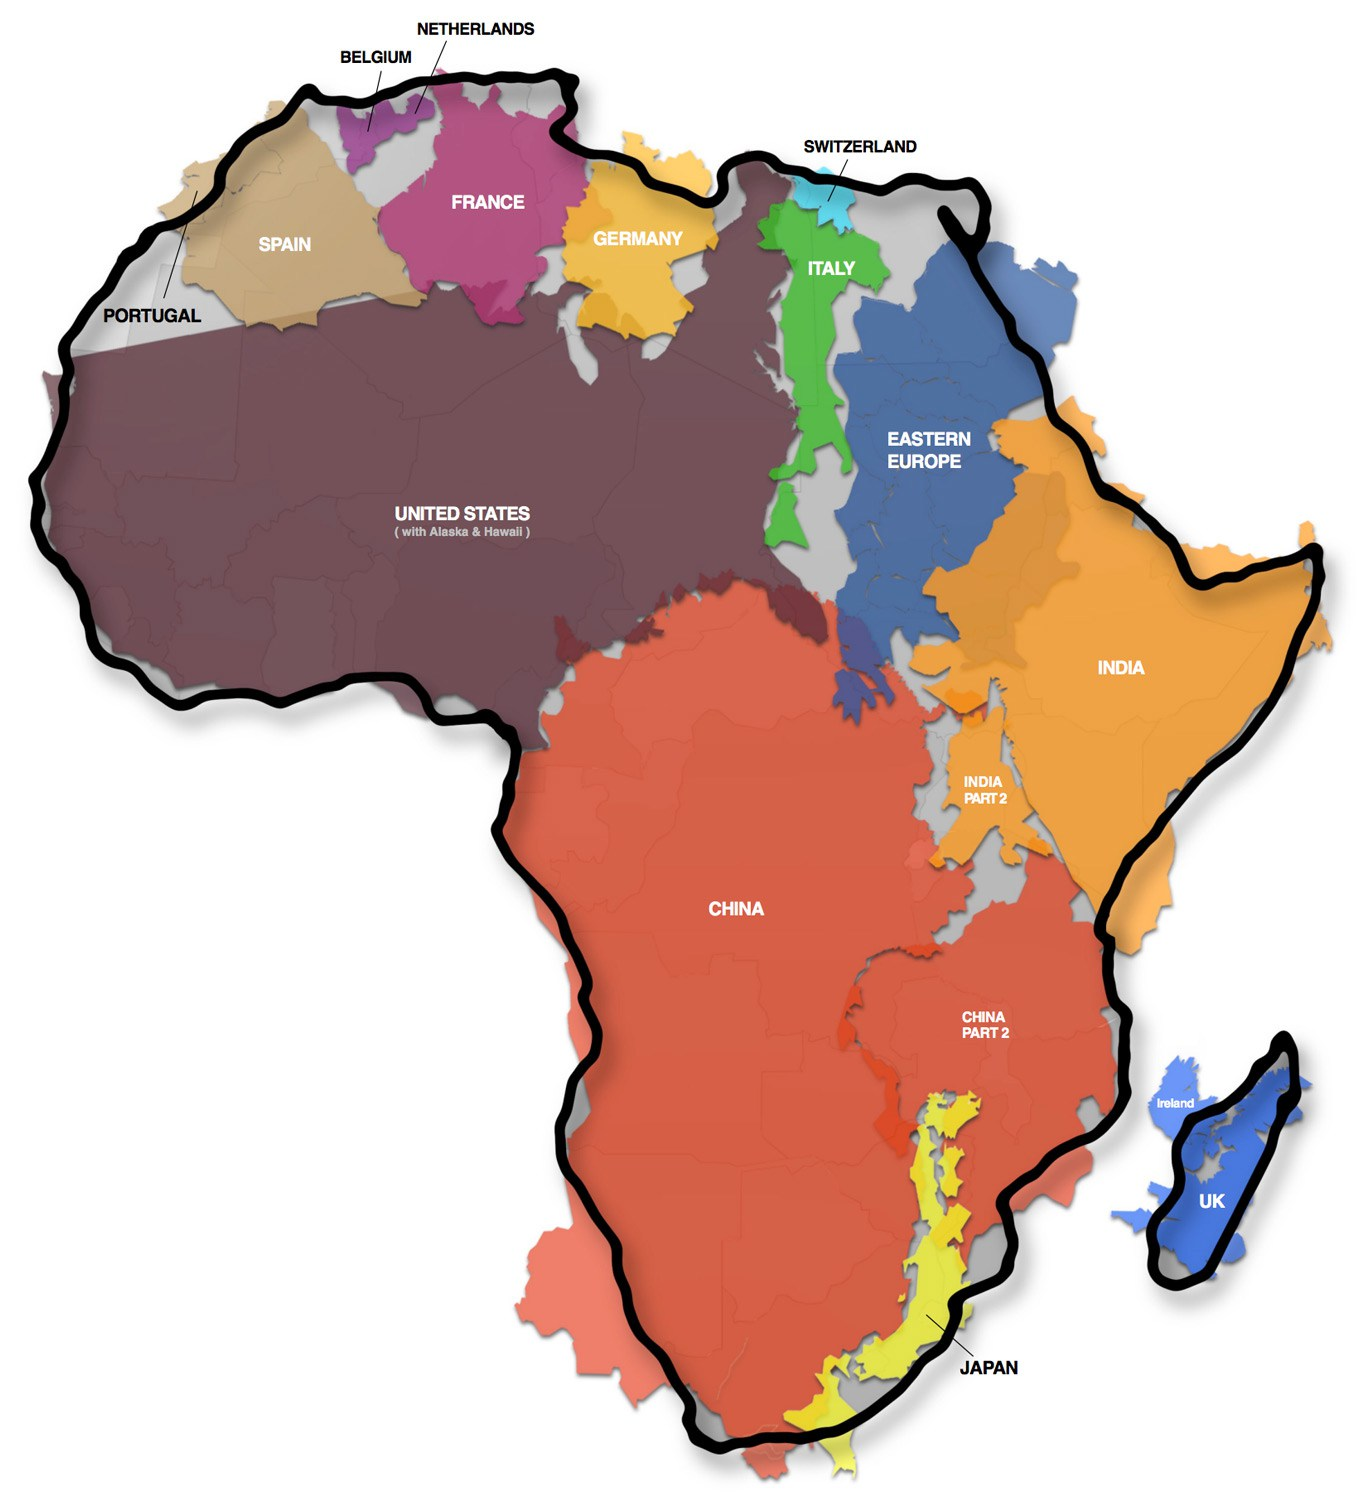 NETHERLANDS
BELGIUM
SWITZERLAND
FRANCE
GERMANY
SPAIN
ITALY
PORTUGAL
EASTERN
EUROPE
UNITED STATES
( with Alaska & Hawaii )
INDIA
INDIA
PART 2
CHINA
CHINA
PART 2
Ireland
UK
JAPAN